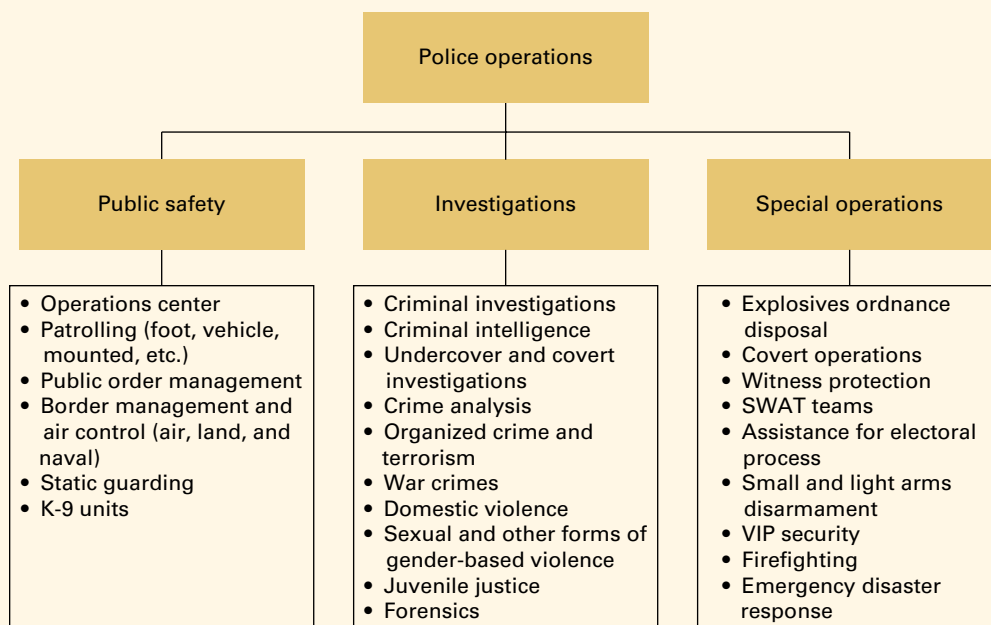 Police operations
Public safety
Investigations
Special operations
• Operations center
• Patrolling (foot, vehicle,
mounted, etc.)
• Public order management
• Border management and
air control (air, land, and
naval)
• Static guarding
• K-9 units
• Criminal investigations
• Criminal intelligence
• Undercover and covert
investigations
• Crime analysis
• Organized crime and
terrorism
• War crimes
• Domestic violence
• Sexual and other forms of
gender-based violence
• Juvenile justice
• Forensics
• Explosives ordnance
disposal
• Covert operations
• Witness protection
• SWAT teams
• Assistance for electoral
process
• Small and light arms
disarmament
• VIP security
• Firefighting
• Emergency disaster
response